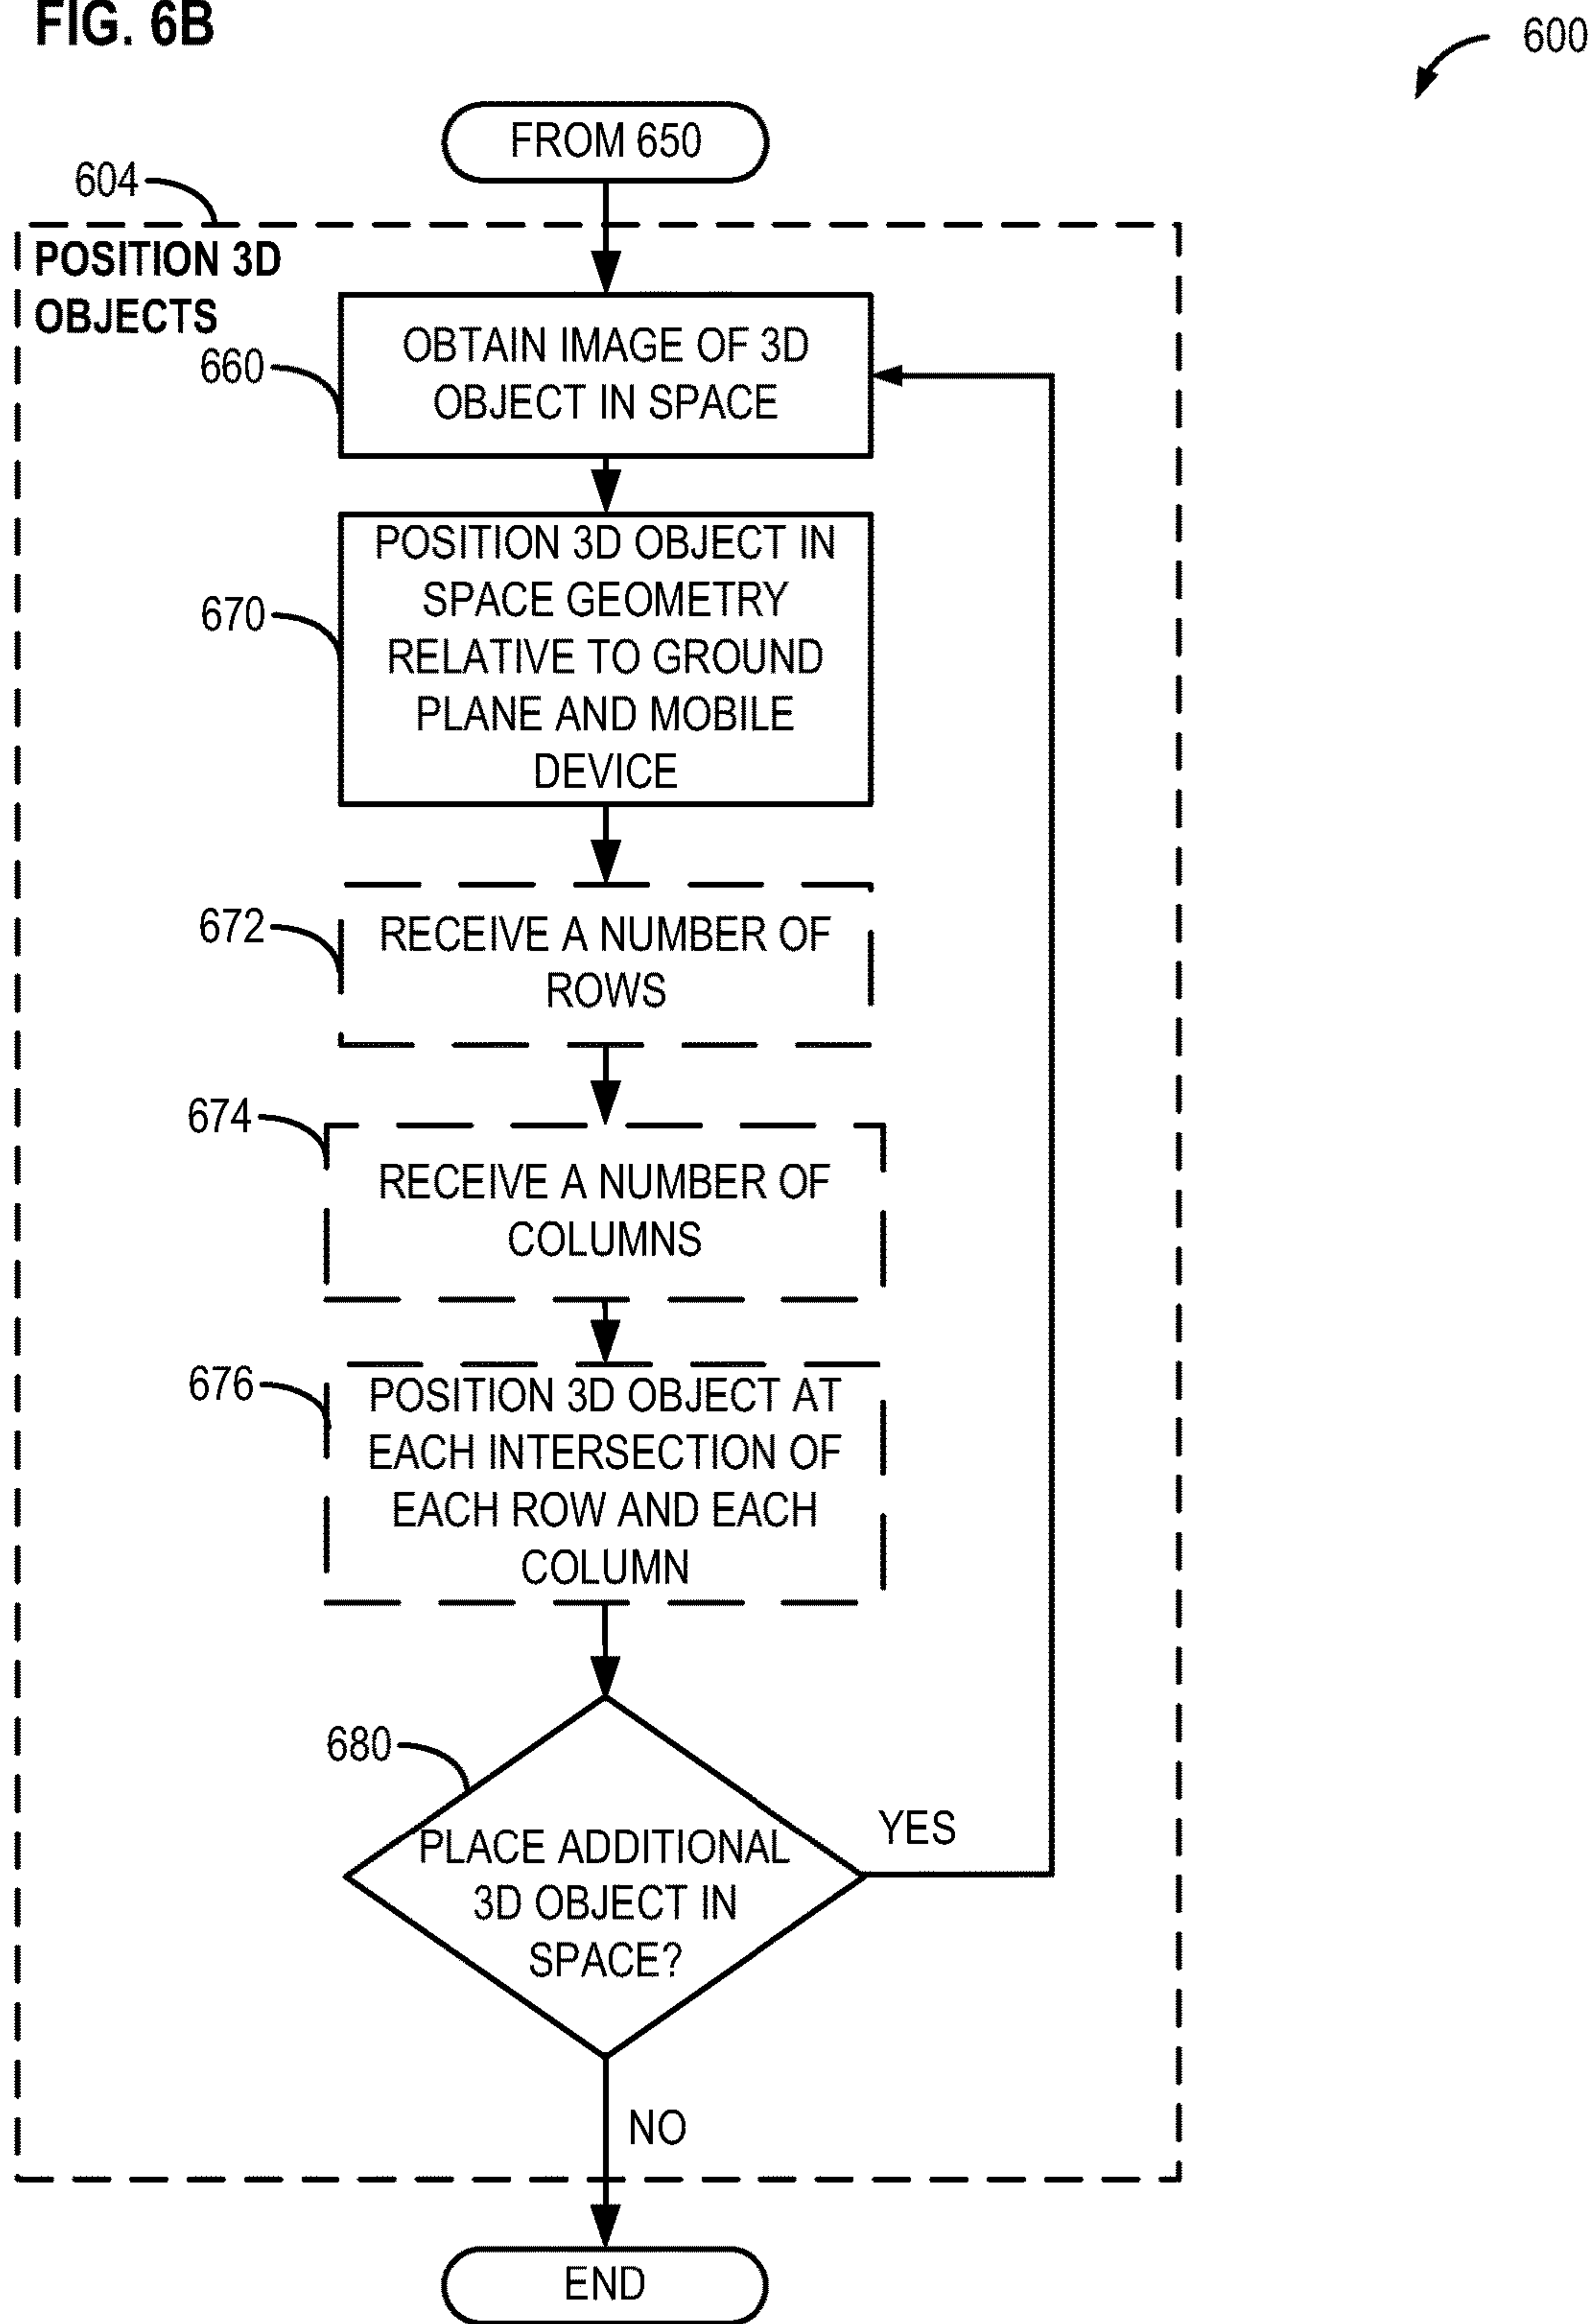 FIG. 6B
600
FROM 650
604
POSITION 3D
OBJECTS
660
OBTAIN IMAGE OF 3D
OBJECT IN SPACE
670
POSITION 3D OBJECT IN
SPACE GEOMETRY
RELATIVE TO GROUND
PLANE AND MOBILE
DEVICE
672
RECEIVE A NUMBER OF
ROWS
674
RECEIVE A NUMBER OF
COLUMNS
676
POSITION 3D OBJECT AT
EACH INTERSECTION OF
EACH ROW AND EACH
COLUMN
680
PLACE ADDITIONAL
3D OBJECT IN
SPACE?
YES
NO
END